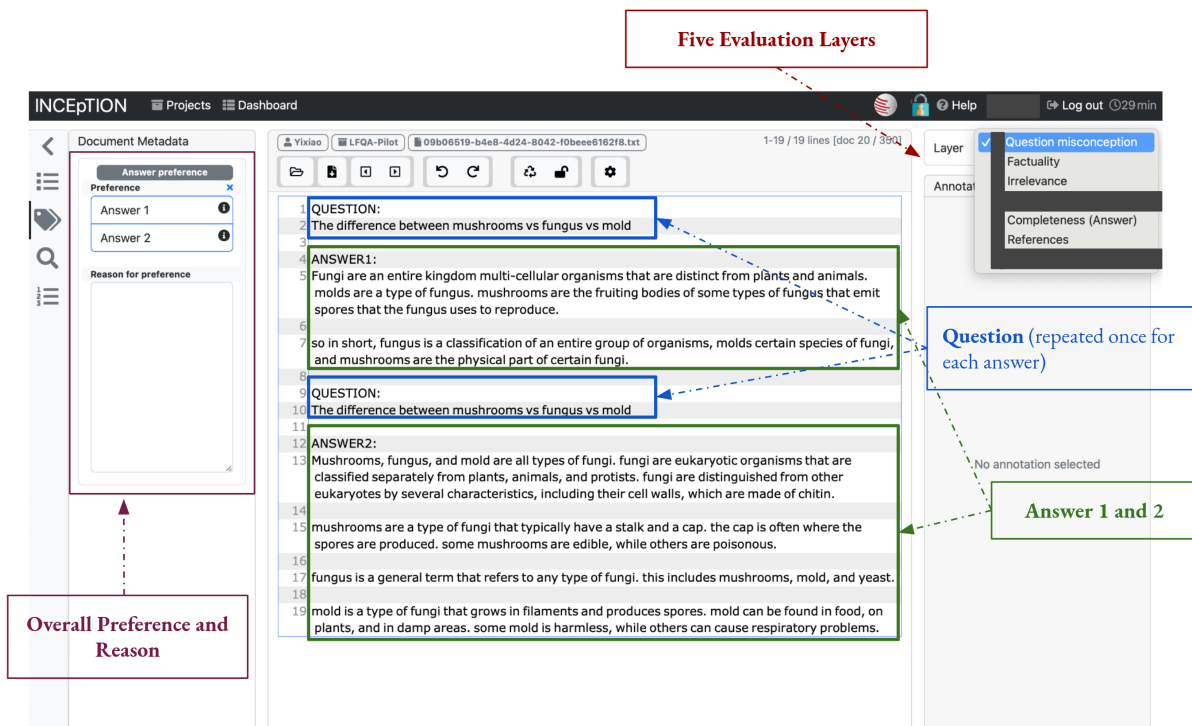 Five Evaluation Layers
INCEpTION Projects Dashboard Help Log out 29 min
Document Metadata
Answer preference
Preference ×
Answer 1
Answer 2
Reason for preference
Yixiao LFQA-Pilot 09b06519-b4e8-4d24-8042-f0beee6162f8.txt 1-19 / 19 lines [doc 20 / 350]
1 QUESTION:
2 The difference between mushrooms vs fungus vs mold
3
4 ANSWER1:
5 Fungi are an entire kingdom multi-cellular organisms that are distinct from plants and animals.
molds are a type of fungus. mushrooms are the fruiting bodies of some types of fungus that emit
spores that the fungus uses to reproduce.
6
7 so in short, fungus is a classification of an entire group of organisms, molds certain species of fungi,
and mushrooms are the physical part of certain fungi.
8
9 QUESTION:
10 The difference between mushrooms vs fungus vs mold
11
12 ANSWER2:
13 Mushrooms, fungus, and mold are all types of fungi. fungi are eukaryotic organisms that are
classified separately from plants, animals, and protists. fungi are distinguished from other
eukaryotes by several characteristics, including their cell walls, which are made of chitin.
14
15 mushrooms are a type of fungi that typically have a stalk and a cap. the cap is often where the
spores are produced. some mushrooms are edible, while others are poisonous.
16
17 fungus is a general term that refers to any type of fungi. this includes mushrooms, mold, and yeast.
18
19 mold is a type of fungi that grows in filaments and produces spores. mold can be found in food, on
plants, and in damp areas. some mold is harmless, while others can cause respiratory problems.
Layer
Question misconception
Factuality
Irrelevance
Completeness (Answer)
References
Annotat
No annotation selected
Question (repeated once for
each answer)
Answer 1 and 2
Overall Preference and
Reason